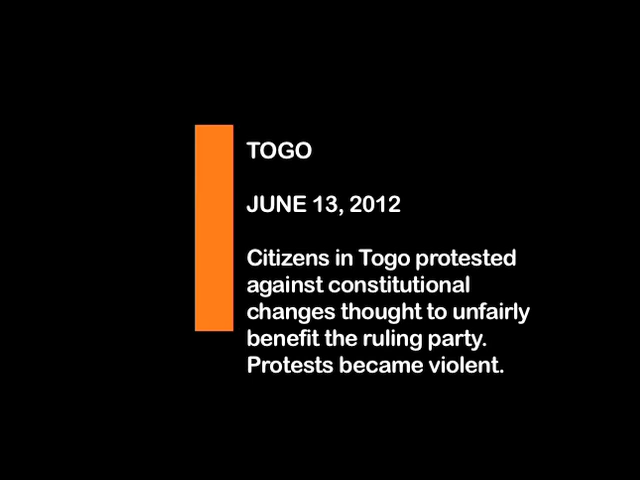 TOGO
JUNE 13, 2012
Citizens in Togo protested
against constitutional
changes thought to unfairly
benefit the ruling party.
Protests became violent.